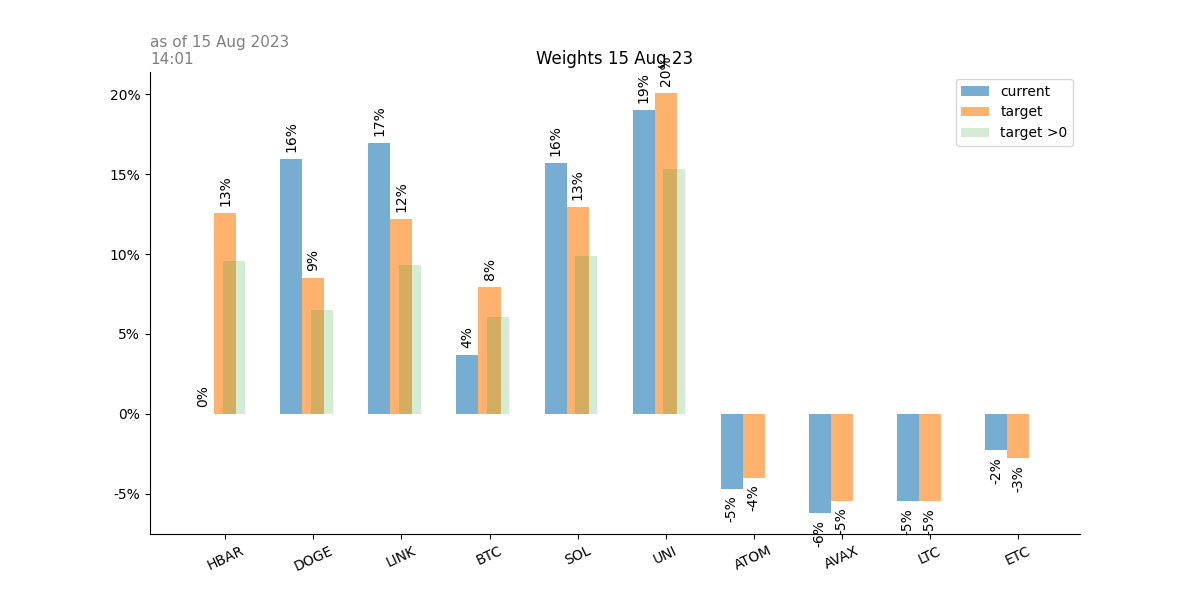 as of 15 Aug 2023
14:01
Weights 15 Aug 23
current
target
target >0
20%
15%
10%
5%
0%
-5%
0%
13%
16%
9%
17%
12%
4%
8%
16%
13%
19%
20%
-5%
-4%
-6%
-5%
-5%
-5%
-2%
-3%
HBAR
DOGE
LINK
BTC
SOL
UNI
ATOM
AVAX
LTC
ETC